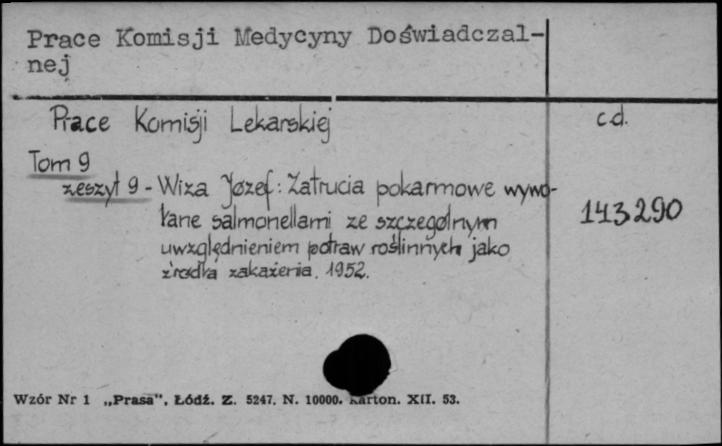 Prace Komisji Medycyny Doświadczal-
nej
Prace Komisji Lekarskiej
c.d.
Tom 9
zeszyt 9 - Wiza Józef: Zatrucia pokarmowe wywo-
łane salmonellami ze szczególnym
143290
uwzględnieniem potraw roślinnych jako
źródła zakażenia. 1952.
Wzór Nr 1 „Prasa", Łódź. Z. 5247. N. 10000. Karton. XII. 53.